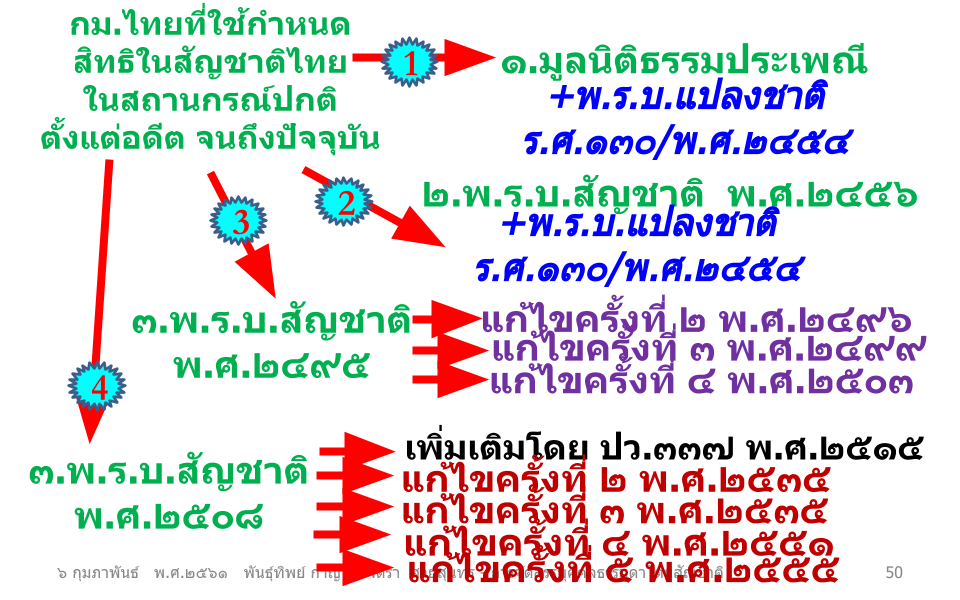 กม.ไทยที่ใช้กำหนด
สิทธิในสัญชาติไทย
ในสถานกรณ์ปกติ
ตั้งแต่อดีต จนถึงปัจจุบัน
1
๑.มูลนิติธรรมประเพณี
+พ.ร.บ.แปลงชาติ
ร.ศ.๑๓๐/พ.ศ.๒๔๕๔
2
๒.พ.ร.บ.สัญชาติ พ.ศ.๒๔๕๖
+พ.ร.บ.แปลงชาติ
ร.ศ.๑๓๐/พ.ศ.๒๔๕๔
3
๓.พ.ร.บ.สัญชาติ
พ.ศ.๒๔๙๕
แก้ไขครั้งที่ ๒ พ.ศ.๒๔๙๖
แก้ไขครั้งที่ ๓ พ.ศ.๒๔๙๙
แก้ไขครั้งที่ ๔ พ.ศ.๒๕๐๓
4
๓.พ.ร.บ.สัญชาติ
พ.ศ.๒๕๐๘
เพิ่มเติมโดย ปว.๓๓๗ พ.ศ.๒๕๑๕
แก้ไขครั้งที่ ๒ พ.ศ.๒๕๓๕
แก้ไขครั้งที่ ๓ พ.ศ.๒๕๓๕
แก้ไขครั้งที่ ๔ พ.ศ.๒๕๕๑
แก้ไขครั้งที่ ๕ พ.ศ.๒๕๕๕
๖ กุมภาพันธ์ พ.ศ.๒๕๖๑ พันธุ์ทิพย์
50